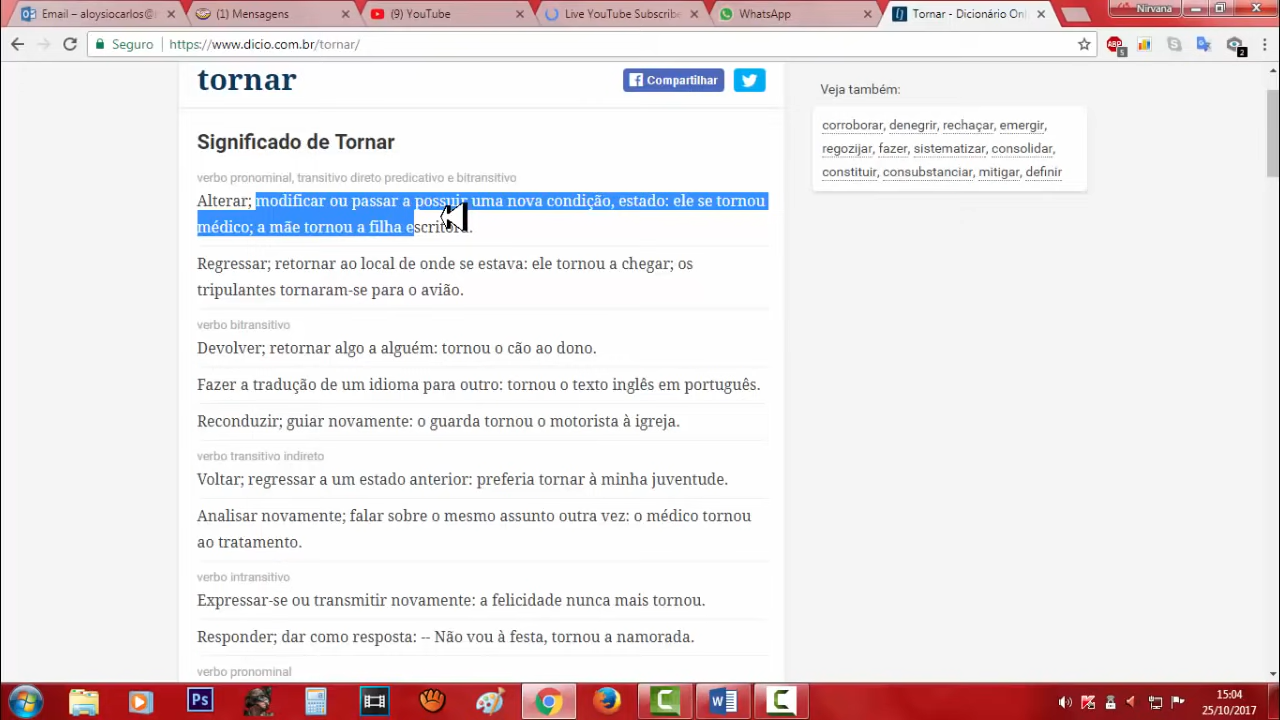 Email – aloysiocarlos@
(1) Mensagens
(9) YouTube
Live YouTube Subscribe
WhatsApp
Tornar - Dicionário Onl
Nirvana
Seguro
https://www.dicio.com.br/tornar/
5
2
tornar
Compartilhar
Significado de Tornar
verbo pronominal, transitivo direto predicativo e bitransitivo
Alterar; modificar ou passar a possuir uma nova condição, estado: ele se tornou
médico; a mãe tornou a filha escritora.
Regressar; retornar ao local de onde se estava: ele tornou a chegar; os
tripulantes tornaram-se para o avião.
verbo bitransitivo
Devolver; retornar algo a alguém: tornou o cão ao dono.
Fazer a tradução de um idioma para outro: tornou o texto inglês em português.
Reconduzir; guiar novamente: o guarda tornou o motorista à igreja.
verbo transitivo indireto
Voltar; regressar a um estado anterior: preferia tornar à minha juventude.
Analisar novamente; falar sobre o mesmo assunto outra vez: o médico tornou
ao tratamento.
verbo intransitivo
Expressar-se ou transmitir novamente: a felicidade nunca mais tornou.
Responder; dar como resposta: -- Não vou à festa, tornou a namorada.
verbo pronominal
Veja também:
corroborar, denegrir, rechaçar, emergir,
regozijar, fazer, sistematizar, consolidar,
constituir, consubstanciar, mitigar, definir
Ps
15:04
25/10/2017